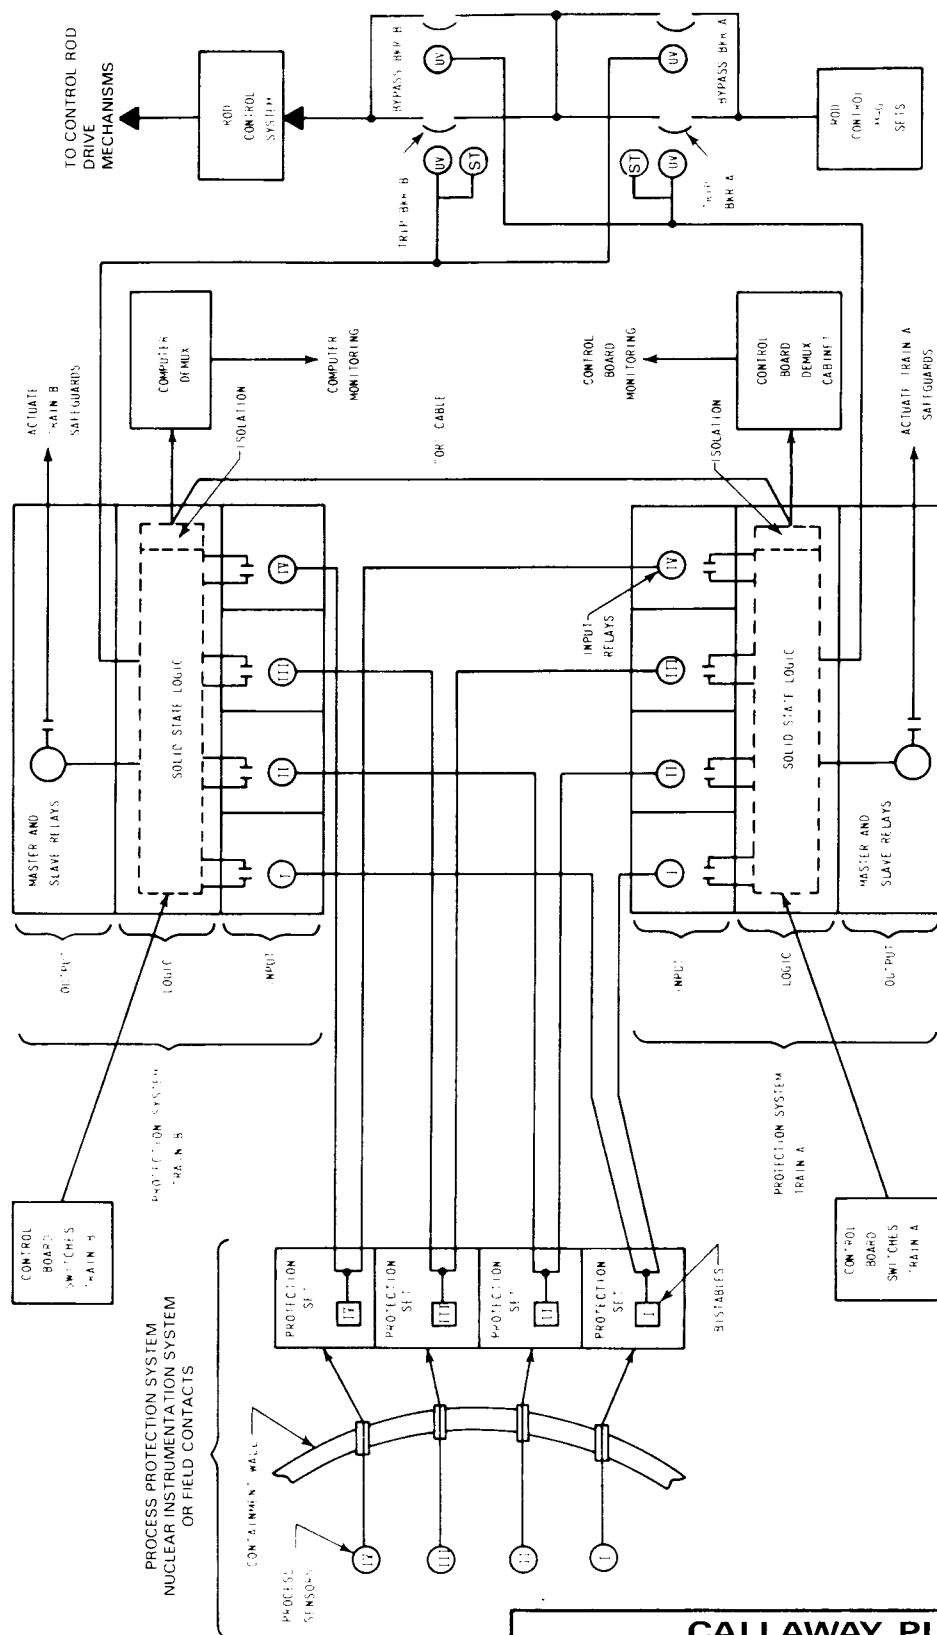 TO CONTROL ROD
DRIVE
MECHANISMS
ROD
CONTROL
SYSTEM
BYPASS BKR B
UV
BYPASS BKR A
UV
ROD
CONTROL
M-G
SETS
TRIP BKR B
UV
ST
ST
UV
BKR A
ACTUATE
TRAIN B
SAFEGUARDS
COMPUTER
DEMUX
COMPUTER
MONITORING
ISOLATION
CABLE
CONTROL
BOARD
MONITORING
CONTROL
BOARD
DEMUX
CABINET
ISOLATION
ACTUATE TRAIN A
SAFEGUARDS
MASTER AND
SLAVE RELAYS
SOLID STATE LOGIC
IV
III
II
I
INPUT
RELAYS
IV
III
II
I
SOLID STATE LOGIC
MASTER AND
SLAVE RELAYS
OUTPUT
LOGIC
INPUT
INPUT
LOGIC
OUTPUT
PROTECTION SYSTEM
TRAIN B
PROTECTION SYSTEM
TRAIN A
CONTROL
BOARD
SWITCHES
TRAIN B
CONTROL
BOARD
SWITCHES
TRAIN A
PROTECTION
SET
IV
PROTECTION
SET
III
PROTECTION
SET
II
PROTECTION
SET
I
BISTABLES
PROCESS PROTECTION SYSTEM
NUCLEAR INSTRUMENTATION SYSTEM
OR FIELD CONTACTS
CONTAINMENT WALL
PROCESS
SENSORS
IV
III
II
I
CALLAWAY